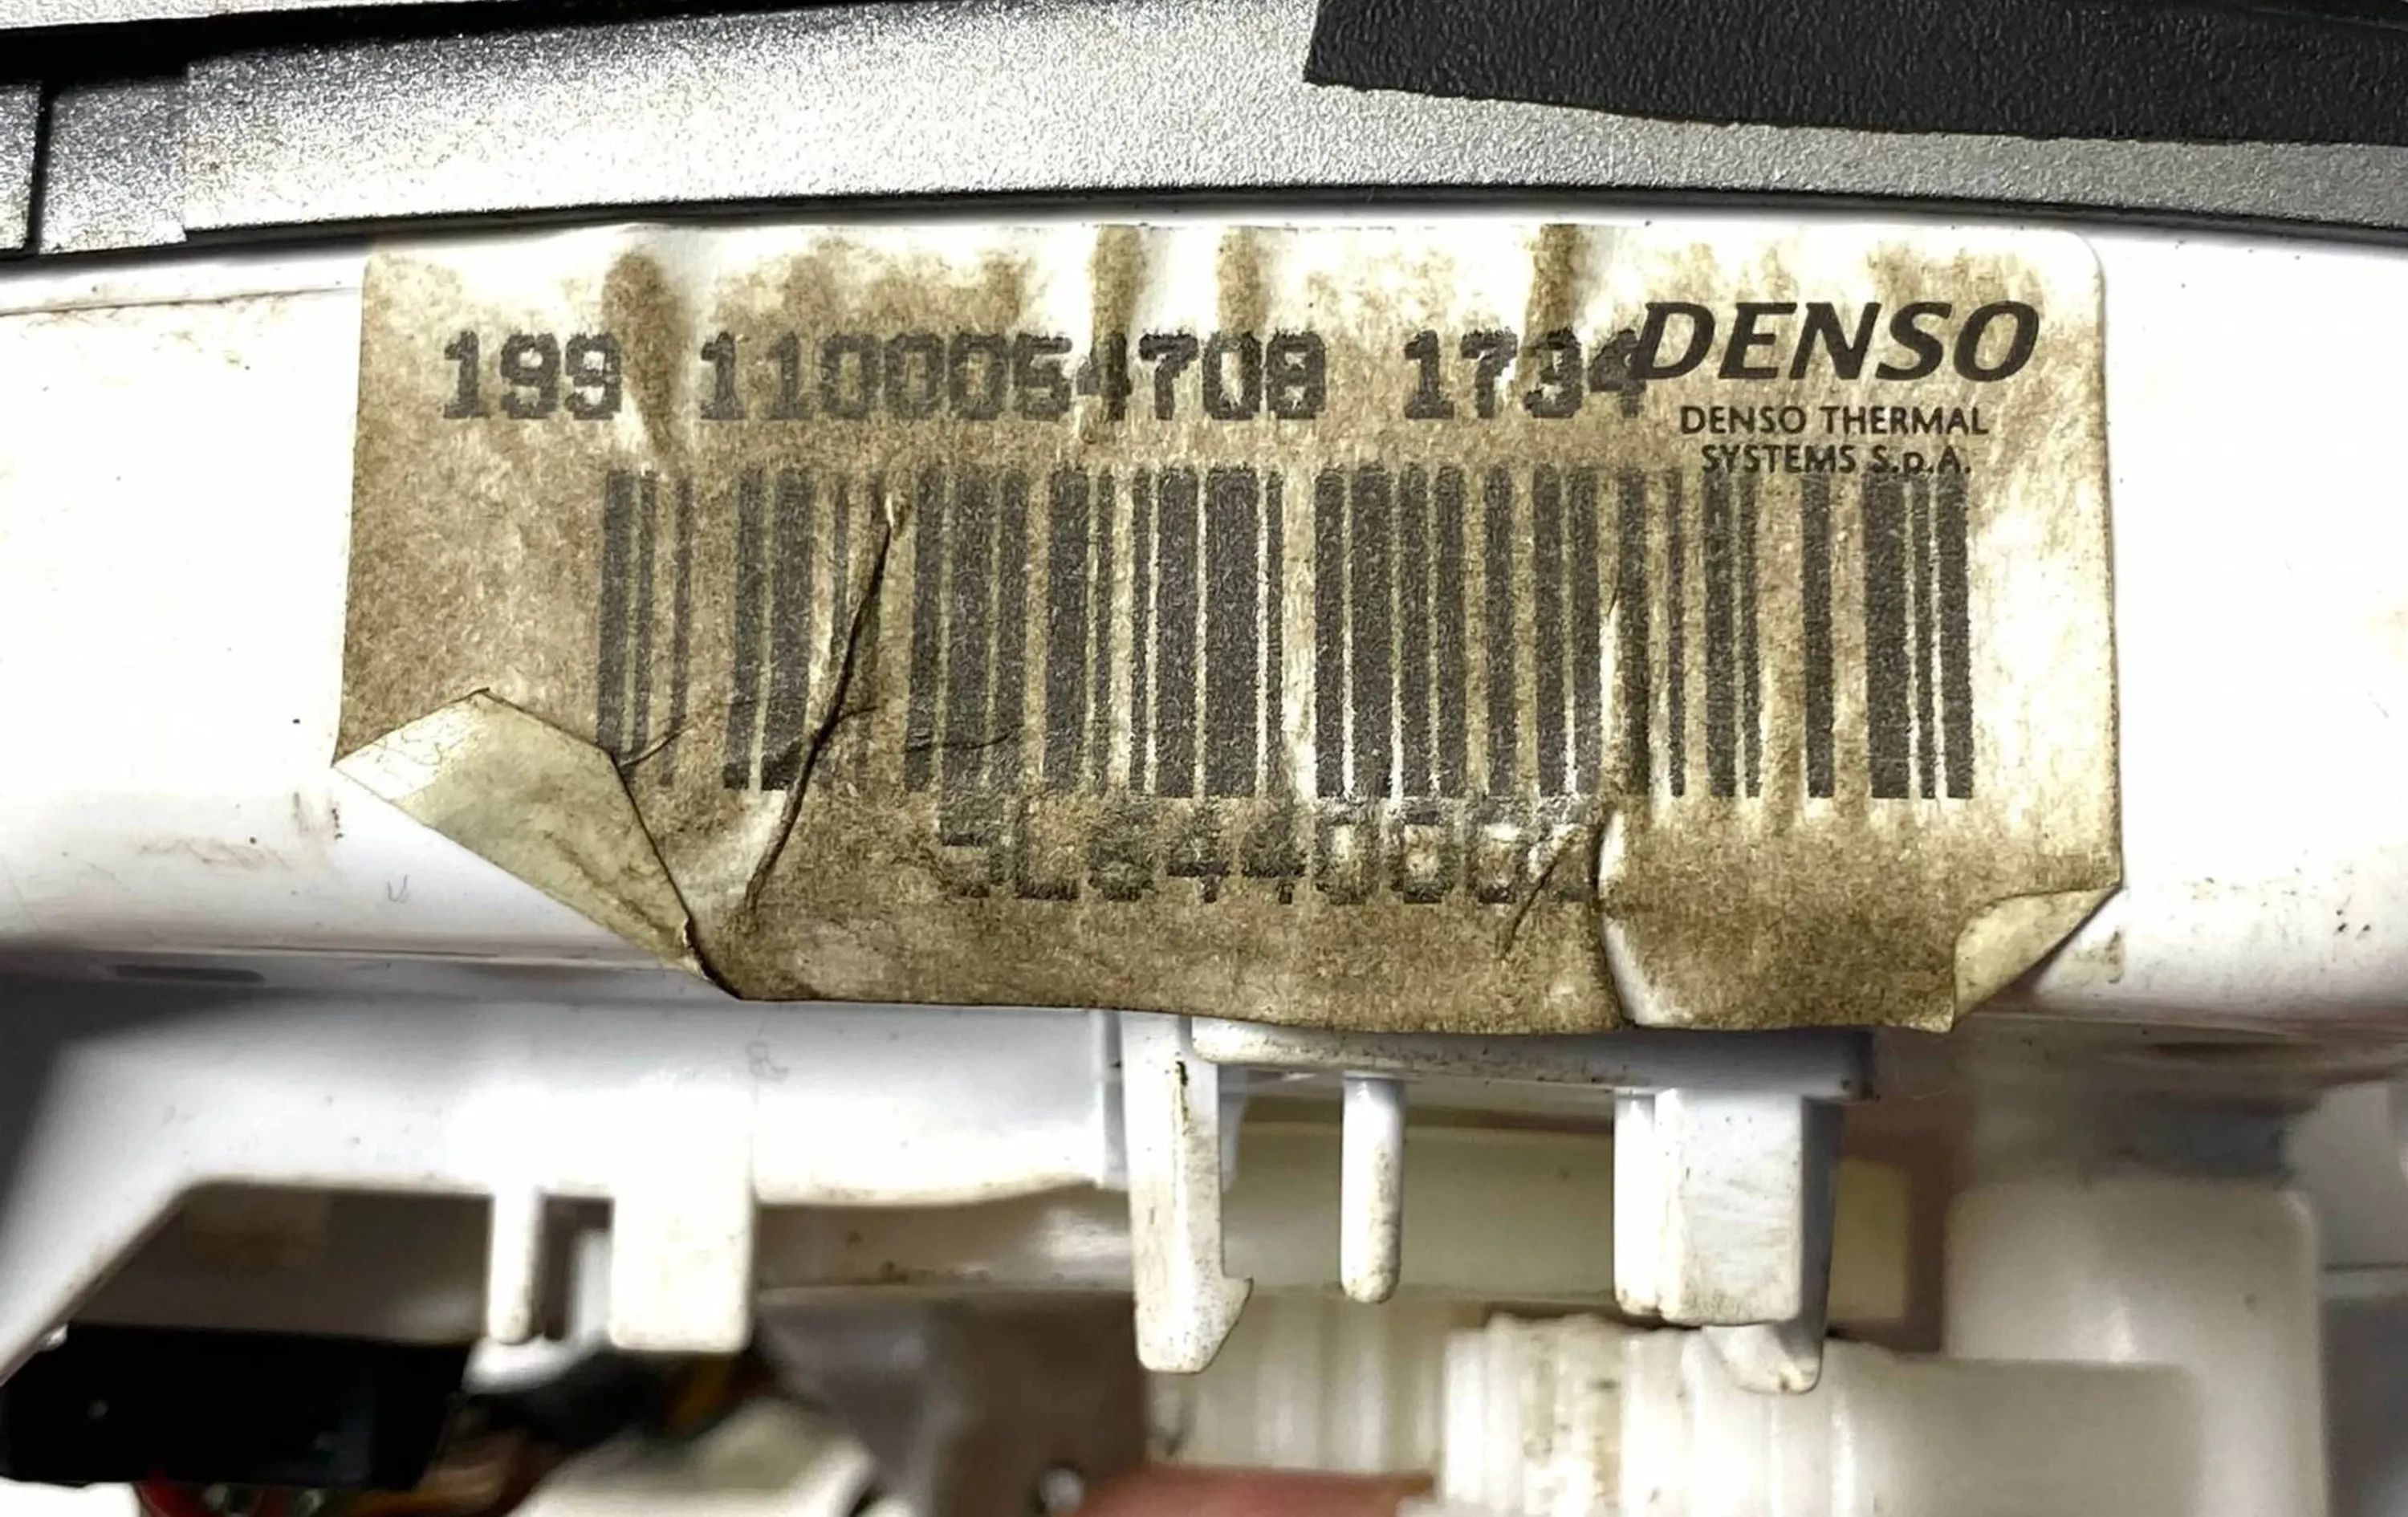 199 1100054708 1734
DENSO
DENSO THERMAL
SYSTEMS S.p.A.